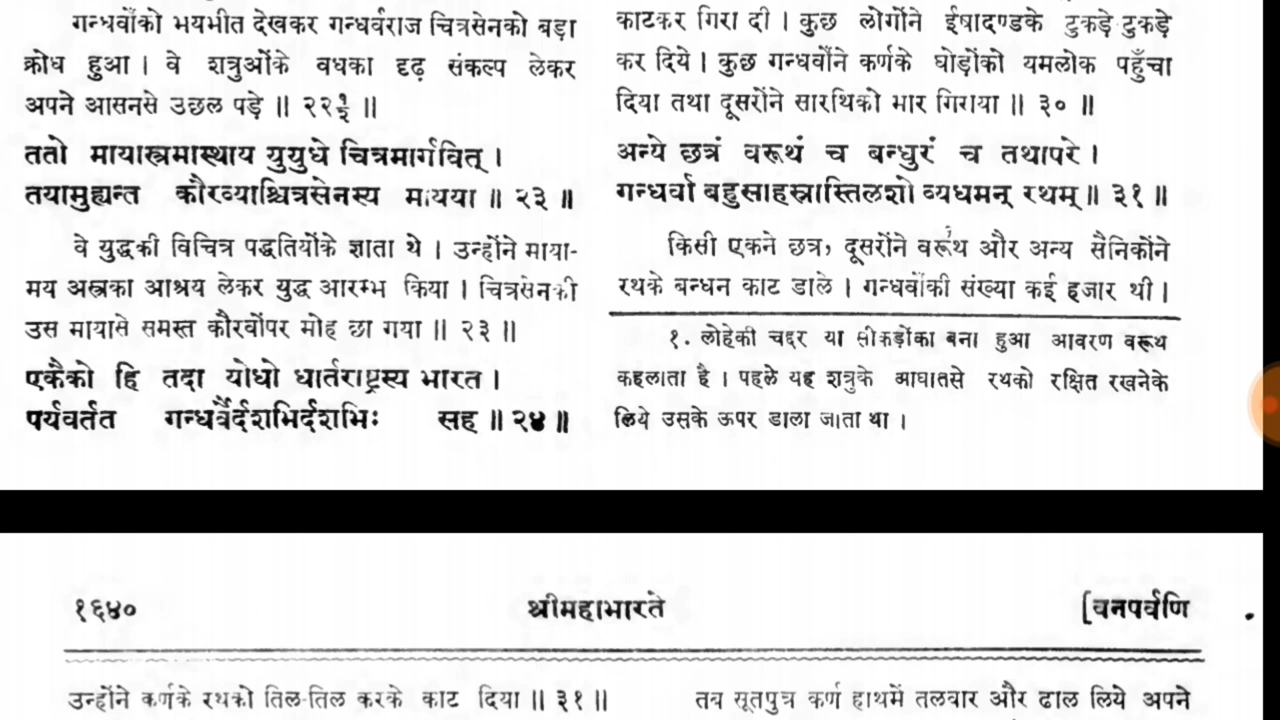 गन्धर्वोंको भयभीत देखकर गन्धर्वराज चित्रसेनको बड़ा
क्रोध हुआ। वे शत्रुओंके वधका दृढ़ संकल्प लेकर
अपने आसनसे उछल पड़े ॥ २२½ ॥
ततो मायास्त्रमास्थाय युयुधे चित्रमार्गवित् ।
तयामुह्यन्त कौरव्याश्चित्रसेनस्य मायया ॥ २३ ॥
वे युद्धकी विचित्र पद्धतियोंके ज्ञाता थे । उन्होंने माया-
मय अस्त्रका आश्रय लेकर युद्ध आरम्भ किया । चित्रसेनकी
उस मायासे समस्त कौरवोंपर मोह छा गया ॥ २३ ॥
एकैको हि तदा योधो धार्तराष्ट्रस्य भारत ।
पर्यवर्तत गन्धर्वैर्दशभिर्दशभिः सह ॥ २४ ॥
काटकर गिरा दी । कुछ लोगोंने ईषादण्डके टुकड़े-टुकड़े
कर दिये । कुछ गन्धर्वोंने कर्णके घोड़ोंको यमलोक पहुँचा
दिया तथा दूसरोंने सारथिको मार गिराया ॥ ३० ॥
अन्ये छत्रं वरूथं च बन्धुरं च तथापरे ।
गन्धर्वा बहुसाहस्रास्तिलशो व्यधमन् रथम् ॥ ३१ ॥
किसी एकने छत्र, दूसरोंने वरूथ१ और अन्य सैनिकोंने
रथके बन्धन काट डाले । गन्धर्वोंकी संख्या कई हजार थी ।
१. लोहेकी चद्दर या सीकड़ोंका बना हुआ आवरण वरूथ
कहलाता है । पहले यह शत्रुके आघातसे रथको रक्षित रखनेके
लिये उसके ऊपर डाला जाता था ।
१६४० श्रीमहाभारते [वनपर्वणि
उन्होंने कर्णके रथको तिल-तिल करके काट दिया ॥ ३१ ॥
तब सूतपुत्र कर्ण हाथमें तलवार और ढाल लिये अपने